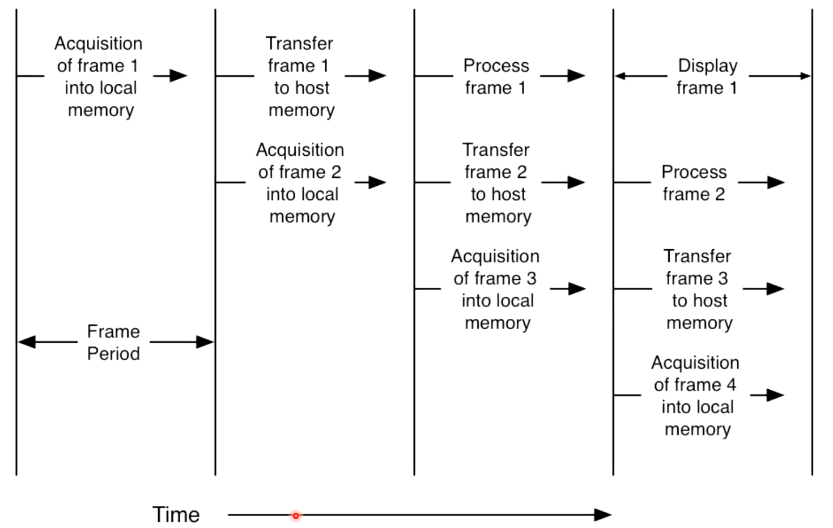 Acquisition
of frame 1
into local
memory
Transfer
frame 1
to host
memory
Process
frame 1
Display
frame 1
Acquisition
of frame 2
into local
memory
Transfer
frame 2
to host
memory
Process
frame 2
Acquisition
of frame 3
into local
memory
Transfer
frame 3
to host
memory
Frame
Period
Acquisition
of frame 4
into local
memory
Time